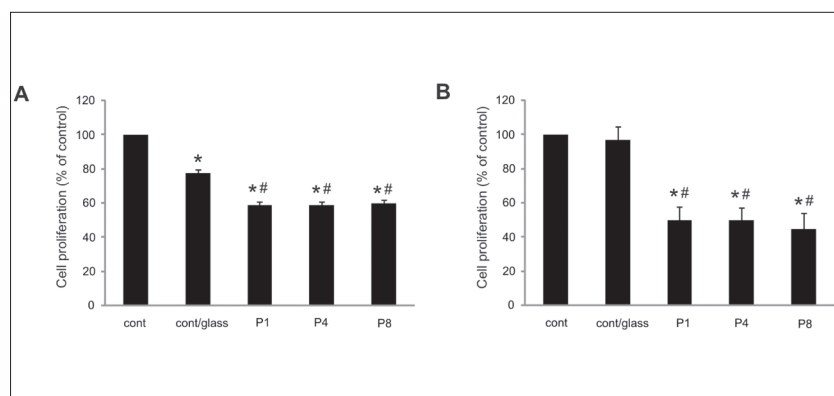 A
Cell proliferation (% of control)
120
100
80
60
40
20
0
*
*#
*#
*#
cont
cont/glass
P1
P4
P8
B
Cell proliferation (% of control)
120
100
80
60
40
20
0
*#
*#
*#
cont
cont/glass
P1
P4
P8